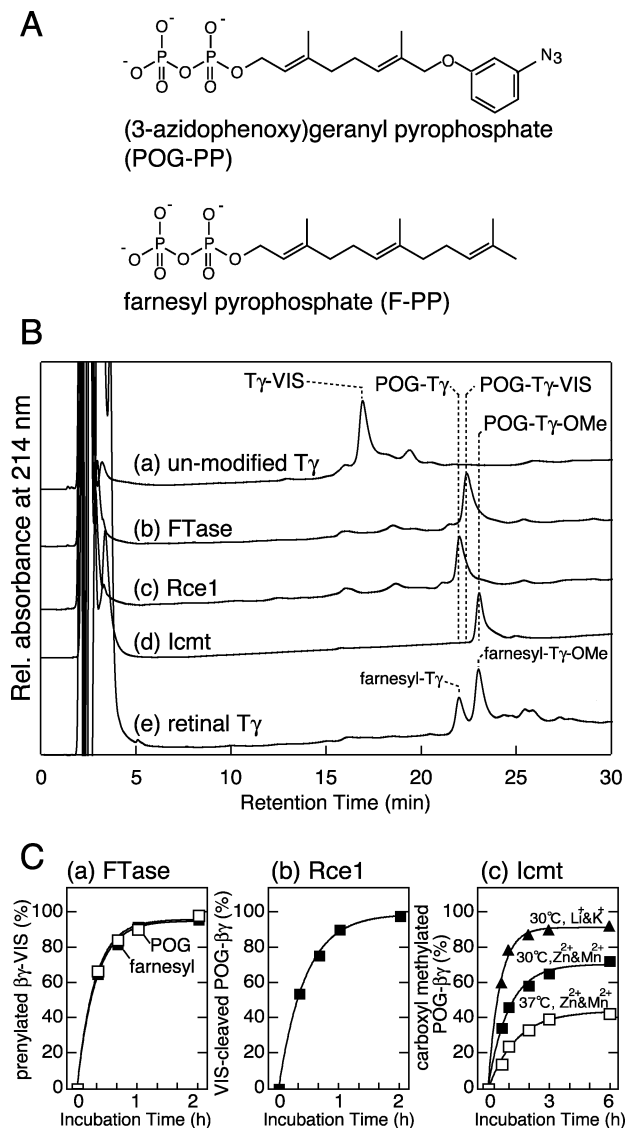 A
O- O-
-O P O P O O N3
O O
(3-azidophenoxy)geranyl pyrophosphate
(POG-PP)
O- O-
-O P O P O
O O
farnesyl pyrophosphate (F-PP)
B
Rel. absorbance at 214 nm
Tγ-VIS POG-Tγ POG-Tγ-VIS
POG-Tγ-OMe
(a) un-modified Tγ
(b) FTase
(c) Rce1
(d) Icmt
farnesyl-Tγ-OMe
farnesyl-Tγ
(e) retinal Tγ
0 5 10 15 20 25 30
Retention Time (min)
C
(a) FTase
prenylated βγ-VIS (%)
100
80
60
40
20
0
POG
farnesyl
0 1 2
Incubation Time (h)
(b) Rce1
VIS-cleaved POG-βγ (%)
100
80
60
40
20
0
0 1 2
Incubation Time (h)
(c) Icmt
carboxyl methylated
POG-βγ (%)
100
80
60
40
20
0
30℃, Li+&K+
30℃,Zn2+&Mn2+
37℃, Zn2+&Mn2+
0 3 6
Incubation Time (h)